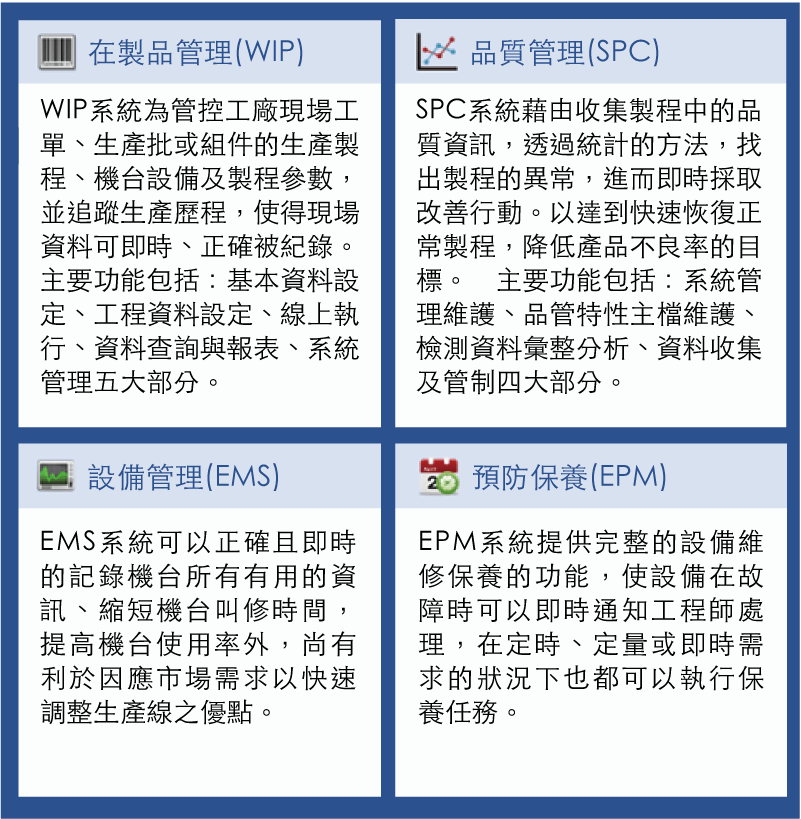 在製品管理(WIP)
WIP系統為管控工廠現場工
單、生產批或組件的生產製
程、機台設備及製程參數，
並追蹤生產歷程，使得現場
資料可即時、正確被紀錄。
主要功能包括：基本資料設
定、工程資料設定、線上執
行、資料查詢與報表、系統
管理五大部分。
品質管理(SPC)
SPC系統藉由收集製程中的品
質資訊，透過統計的方法，找
出製程的異常，進而即時採取
改善行動。以達到快速恢復正
常製程，降低產品不良率的目
標。　主要功能包括：系統管
理維護、品管特性主檔維護、
檢測資料彙整分析、資料收集
及管制四大部分。
設備管理(EMS)
EMS系統可以正確且即時
的記錄機台所有有用的資
訊、縮短機台叫修時間，
提高機台使用率外，尚有
利於因應市場需求以快速
調整生產線之優點。
預防保養(EPM)
EPM系統提供完整的設備維
修保養的功能，使設備在故
障時可以即時通知工程師處
理，在定時、定量或即時需
求的狀況下也都可以執行保
養任務。